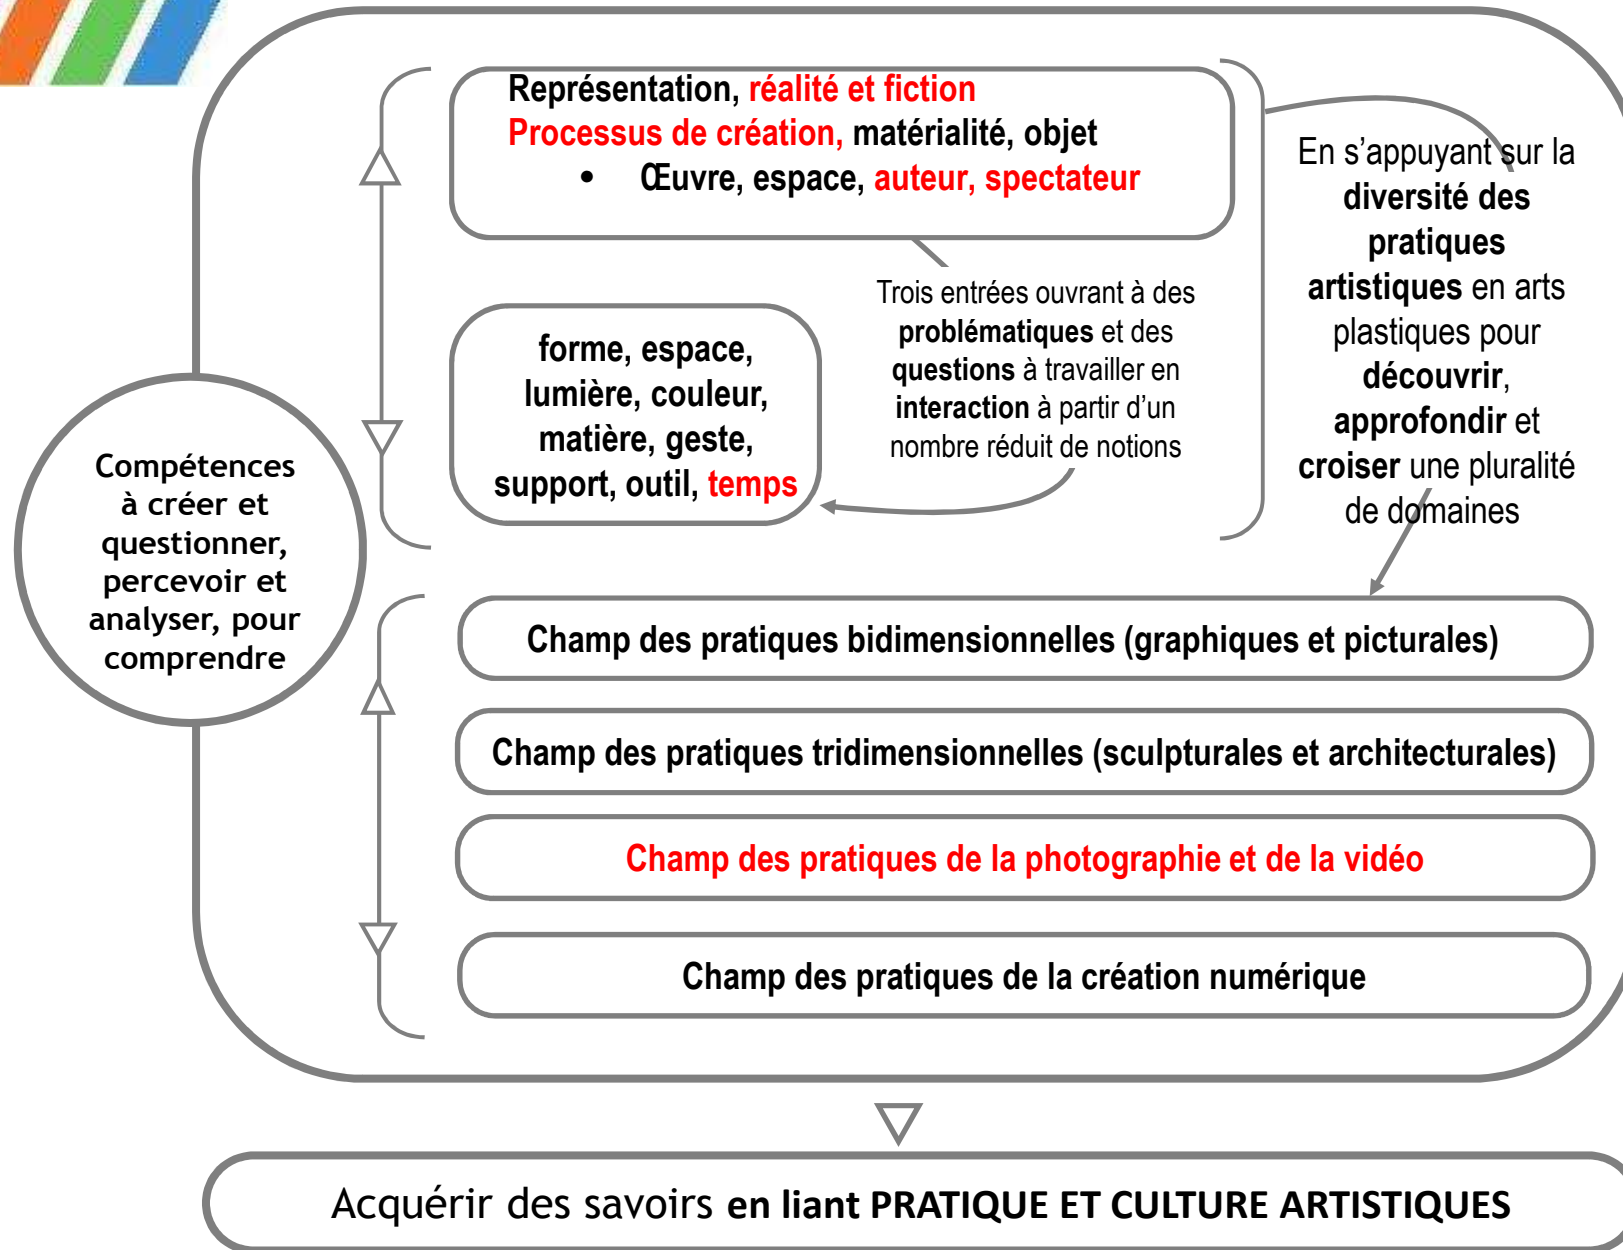 Représentation, réalité et fiction
Processus de création, matérialité, objet
• Œuvre, espace, auteur, spectateur
En s’appuyant sur la
diversité des
pratiques
artistiques en arts
plastiques pour
découvrir,
approfondir et
croiser une pluralité
de domaines
Trois entrées ouvrant à des
problématiques et des
questions à travailler en
interaction à partir d’un
nombre réduit de notions
forme, espace,
lumière, couleur,
matière, geste,
support, outil, temps
Compétences
à créer et
questionner,
percevoir et
analyser, pour
comprendre
Champ des pratiques bidimensionnelles (graphiques et picturales)
Champ des pratiques tridimensionnelles (sculpturales et architecturales)
Champ des pratiques de la photographie et de la vidéo
Champ des pratiques de la création numérique
Acquérir des savoirs en liant PRATIQUE ET CULTURE ARTISTIQUES